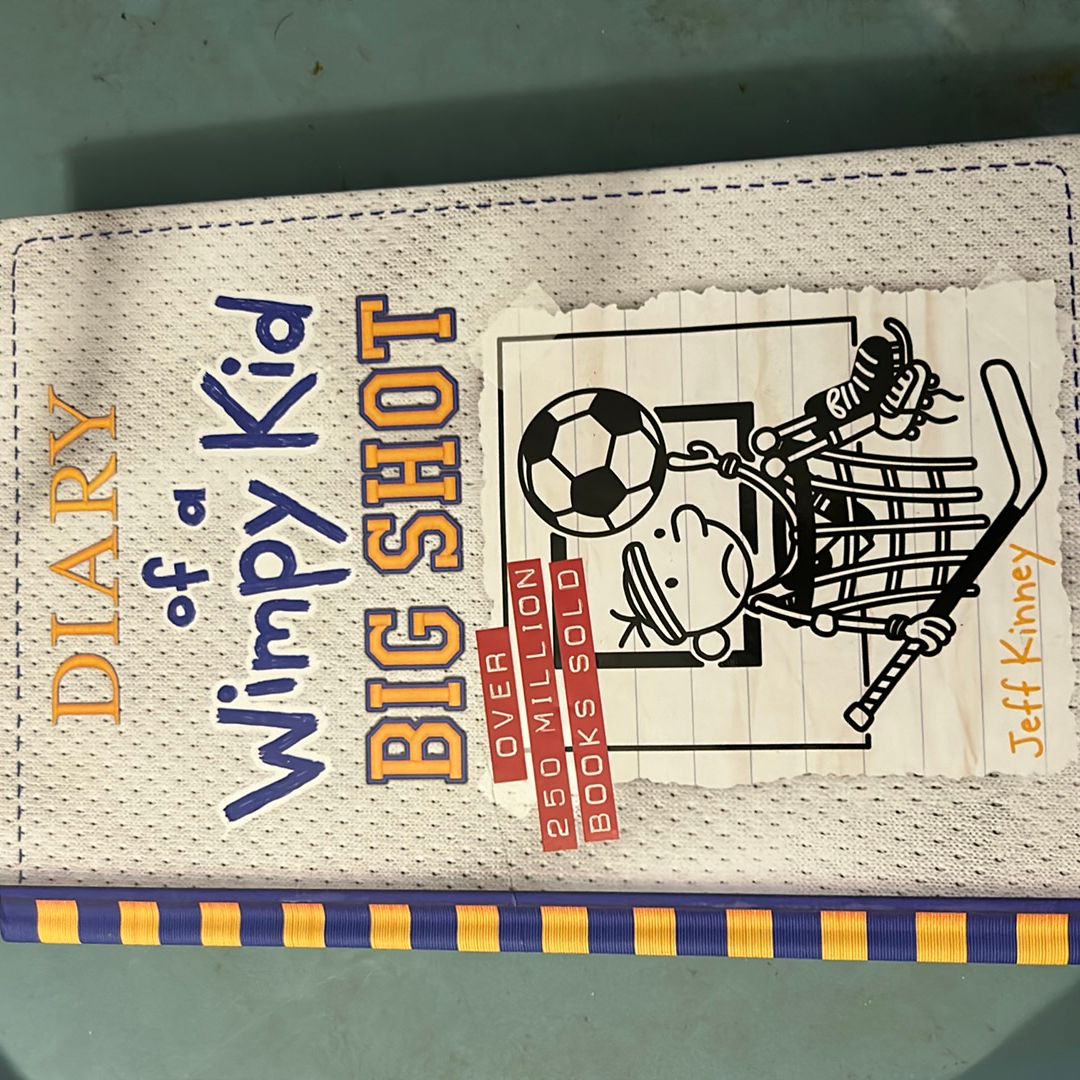 DIARY
of a
Wimpy Kid
BIG SHOT
OVER
250 MILLION
BOOKS SOLD
Jeff Kinney